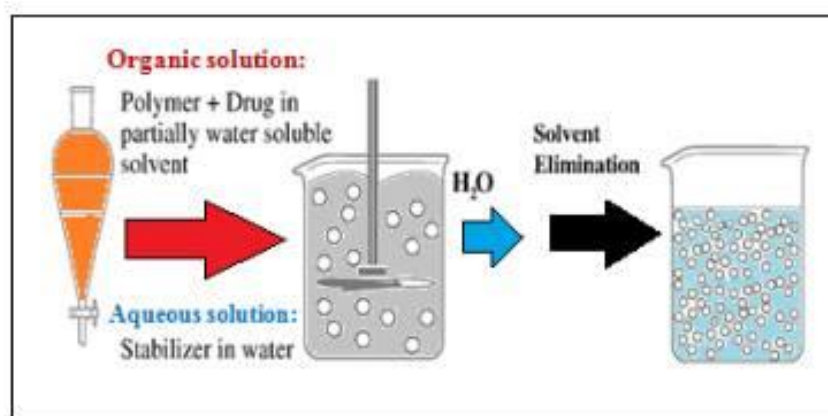 Organic solution:
Polymer + Drug in
partially water soluble
solvent
Aqueous solution:
Stabilizer in water
H₂O
Solvent
Elimination